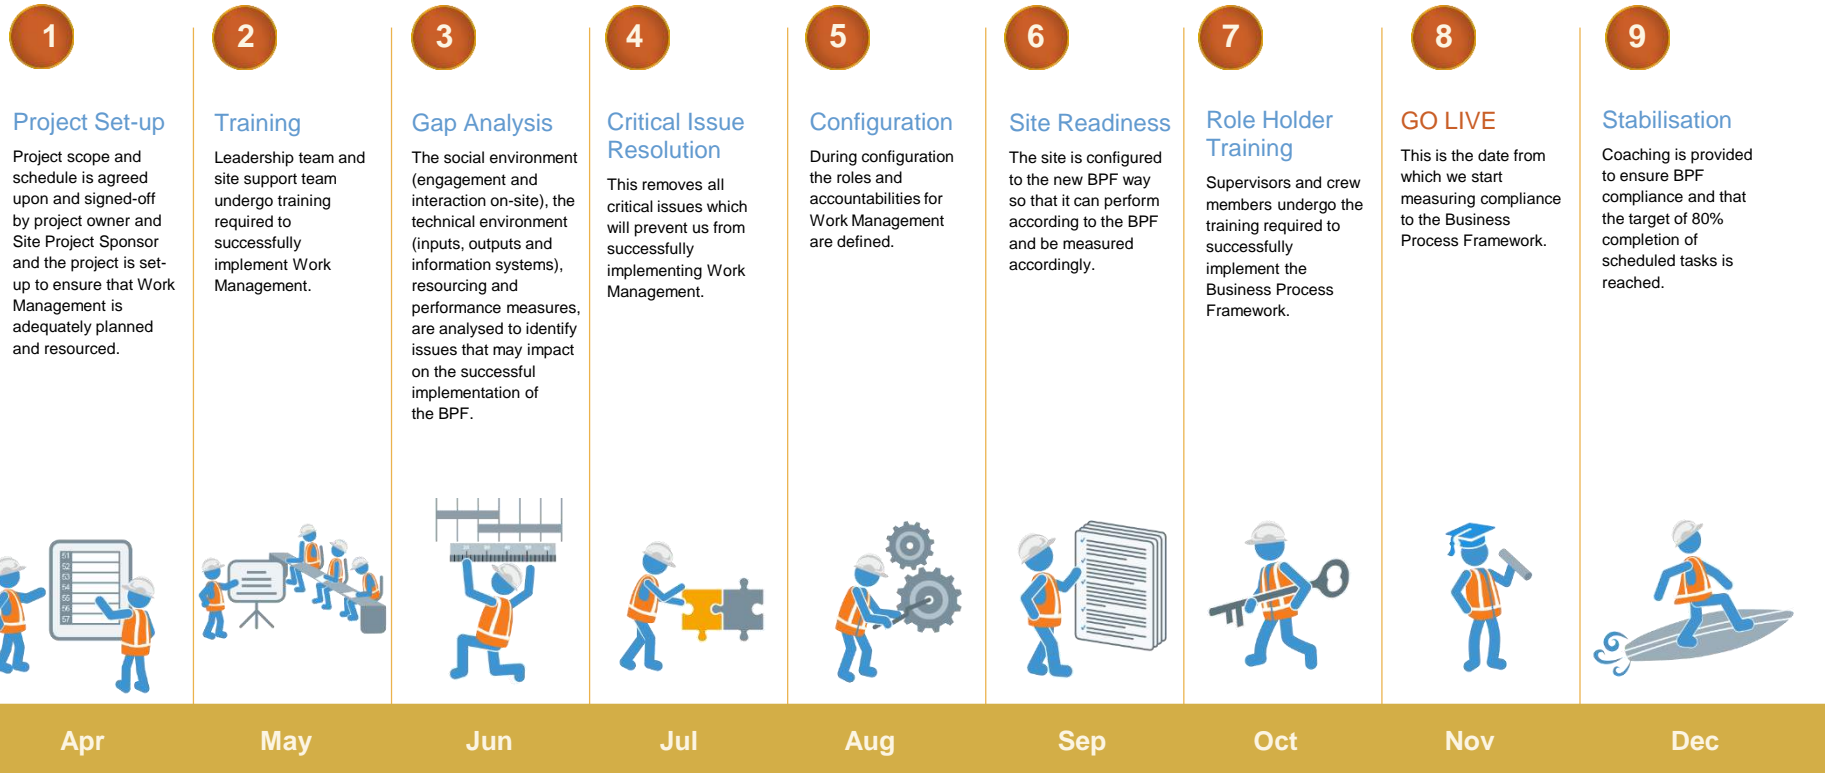 1
Project Set-up
Project scope and
schedule is agreed
upon and signed-off
by project owner and
Site Project Sponsor
and the project is set-
up to ensure that Work
Management is
adequately planned
and resourced.
2
Training
Leadership team and
site support team
undergo training
required to
successfully
implement Work
Management.
3
Gap Analysis
The social environment
(engagement and
interaction on-site), the
technical environment
(inputs, outputs and
information systems),
resourcing and
performance measures,
are analysed to identify
issues that may impact
on the successful
implementation of
the BPF.
4
Critical Issue
Resolution
This removes all
critical issues which
will prevent us from
successfully
implementing Work
Management.
5
Configuration
During configuration
the roles and
accountabilities for
Work Management
are defined.
6
Site Readiness
The site is configured
to the new BPF way
so that it can perform
according to the BPF
and be measured
accordingly.
7
Role Holder
Training
Supervisors and crew
members undergo the
training required to
successfully
implement the
Business Process
Framework.
8
GO LIVE
This is the date from
which we start
measuring compliance
to the Business
Process Framework.
9
Stabilisation
Coaching is provided
to ensure BPF
compliance and that
the target of 80%
completion of
scheduled tasks is
reached.
51
52
53
54
55
56
57
Apr
May
Jun
Jul
Aug
Sep
Oct
Nov
Dec